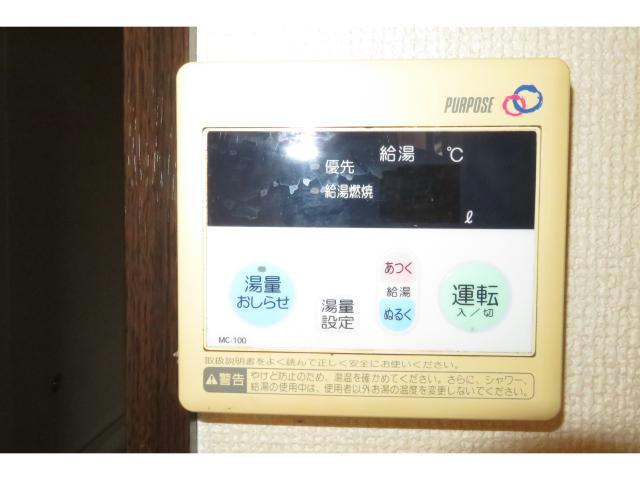 PURPOSE
給湯 ℃
優先
給湯燃焼
ℓ
湯量
おしらせ
湯量
設定
あつく
給湯
ぬるく
運転
入/切
MC-100
取扱説明書をよく読んで正しく安全にお使いください。
警告
やけど防止のため、湯温を確かめてください。さらに、シャワー、
給湯の使用中は、使用者以外お湯の温度を変更しないでください。